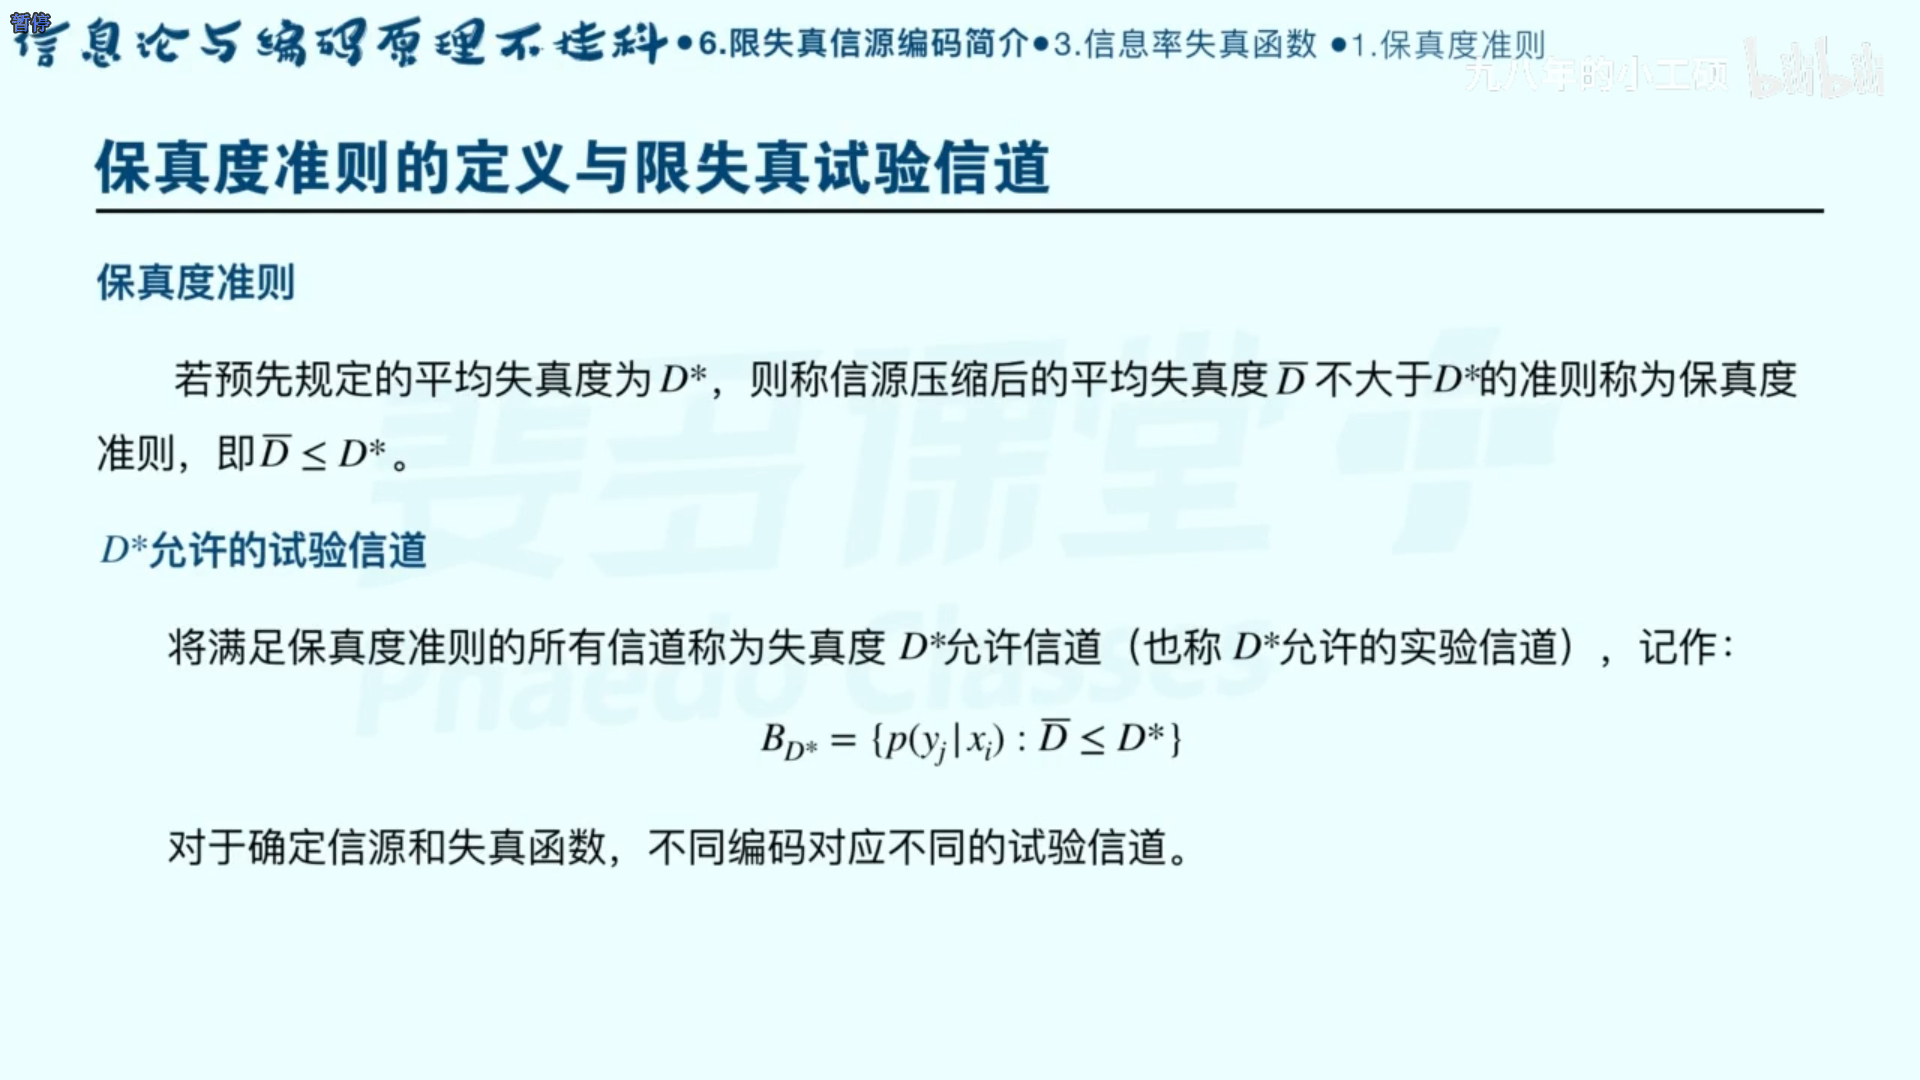 暂停
信息论与编码原理不挂科•6.限失真信源编码简介•3.信息率失真函数 •1.保真度准则
九八年的小工硕 bilibili
保真度准则的定义与限失真试验信道
保真度准则
若预先规定的平均失真度为 D*，则称信源压缩后的平均失真度 D̅ 不大于D*的准则称为保真度
准则，即D̅ ≤ D*。
D*允许的试验信道
将满足保真度准则的所有信道称为失真度 D*允许信道（也称 D*允许的实验信道），记作：
B_{D*} = {p(y_j|x_i) : D̅ ≤ D*}
对于确定信源和失真函数，不同编码对应不同的试验信道。
斐多课堂
Phaedo Classes